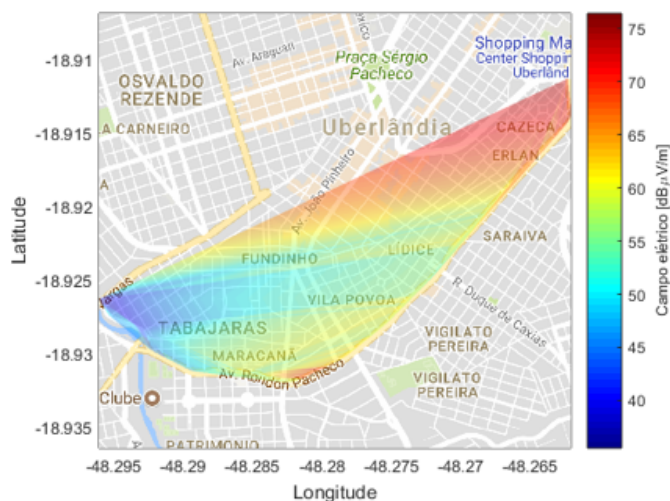 -18.91
-18.915
-18.92
-18.925
-18.93
-18.935
Latitude
Av. Araguari
Praça Sérgio
Pacheco
Shopping Ma
Center Shoppin
Uberlând
OSVALDO
REZENDE
LA CARNEIRO
Uberlândia
CAZECA
ERLAN
Av. João Pinheiro
A
SARAIVA
LÍDICE
FUNDINHO
R. Duque de Caxias
VILA POVOA
TABAJARAS
VIGILATO
PEREIRA
MARACANÃ
Av. Rondon Pacheco
VIGILATO
PEREIRA
Clube
PATRIMONIO
-48.295
-48.29
-48.285
-48.28
-48.275
-48.27
-48.265
Longitude
75
70
65
60
55
50
45
40
Campo elétrico [dBμV/m]